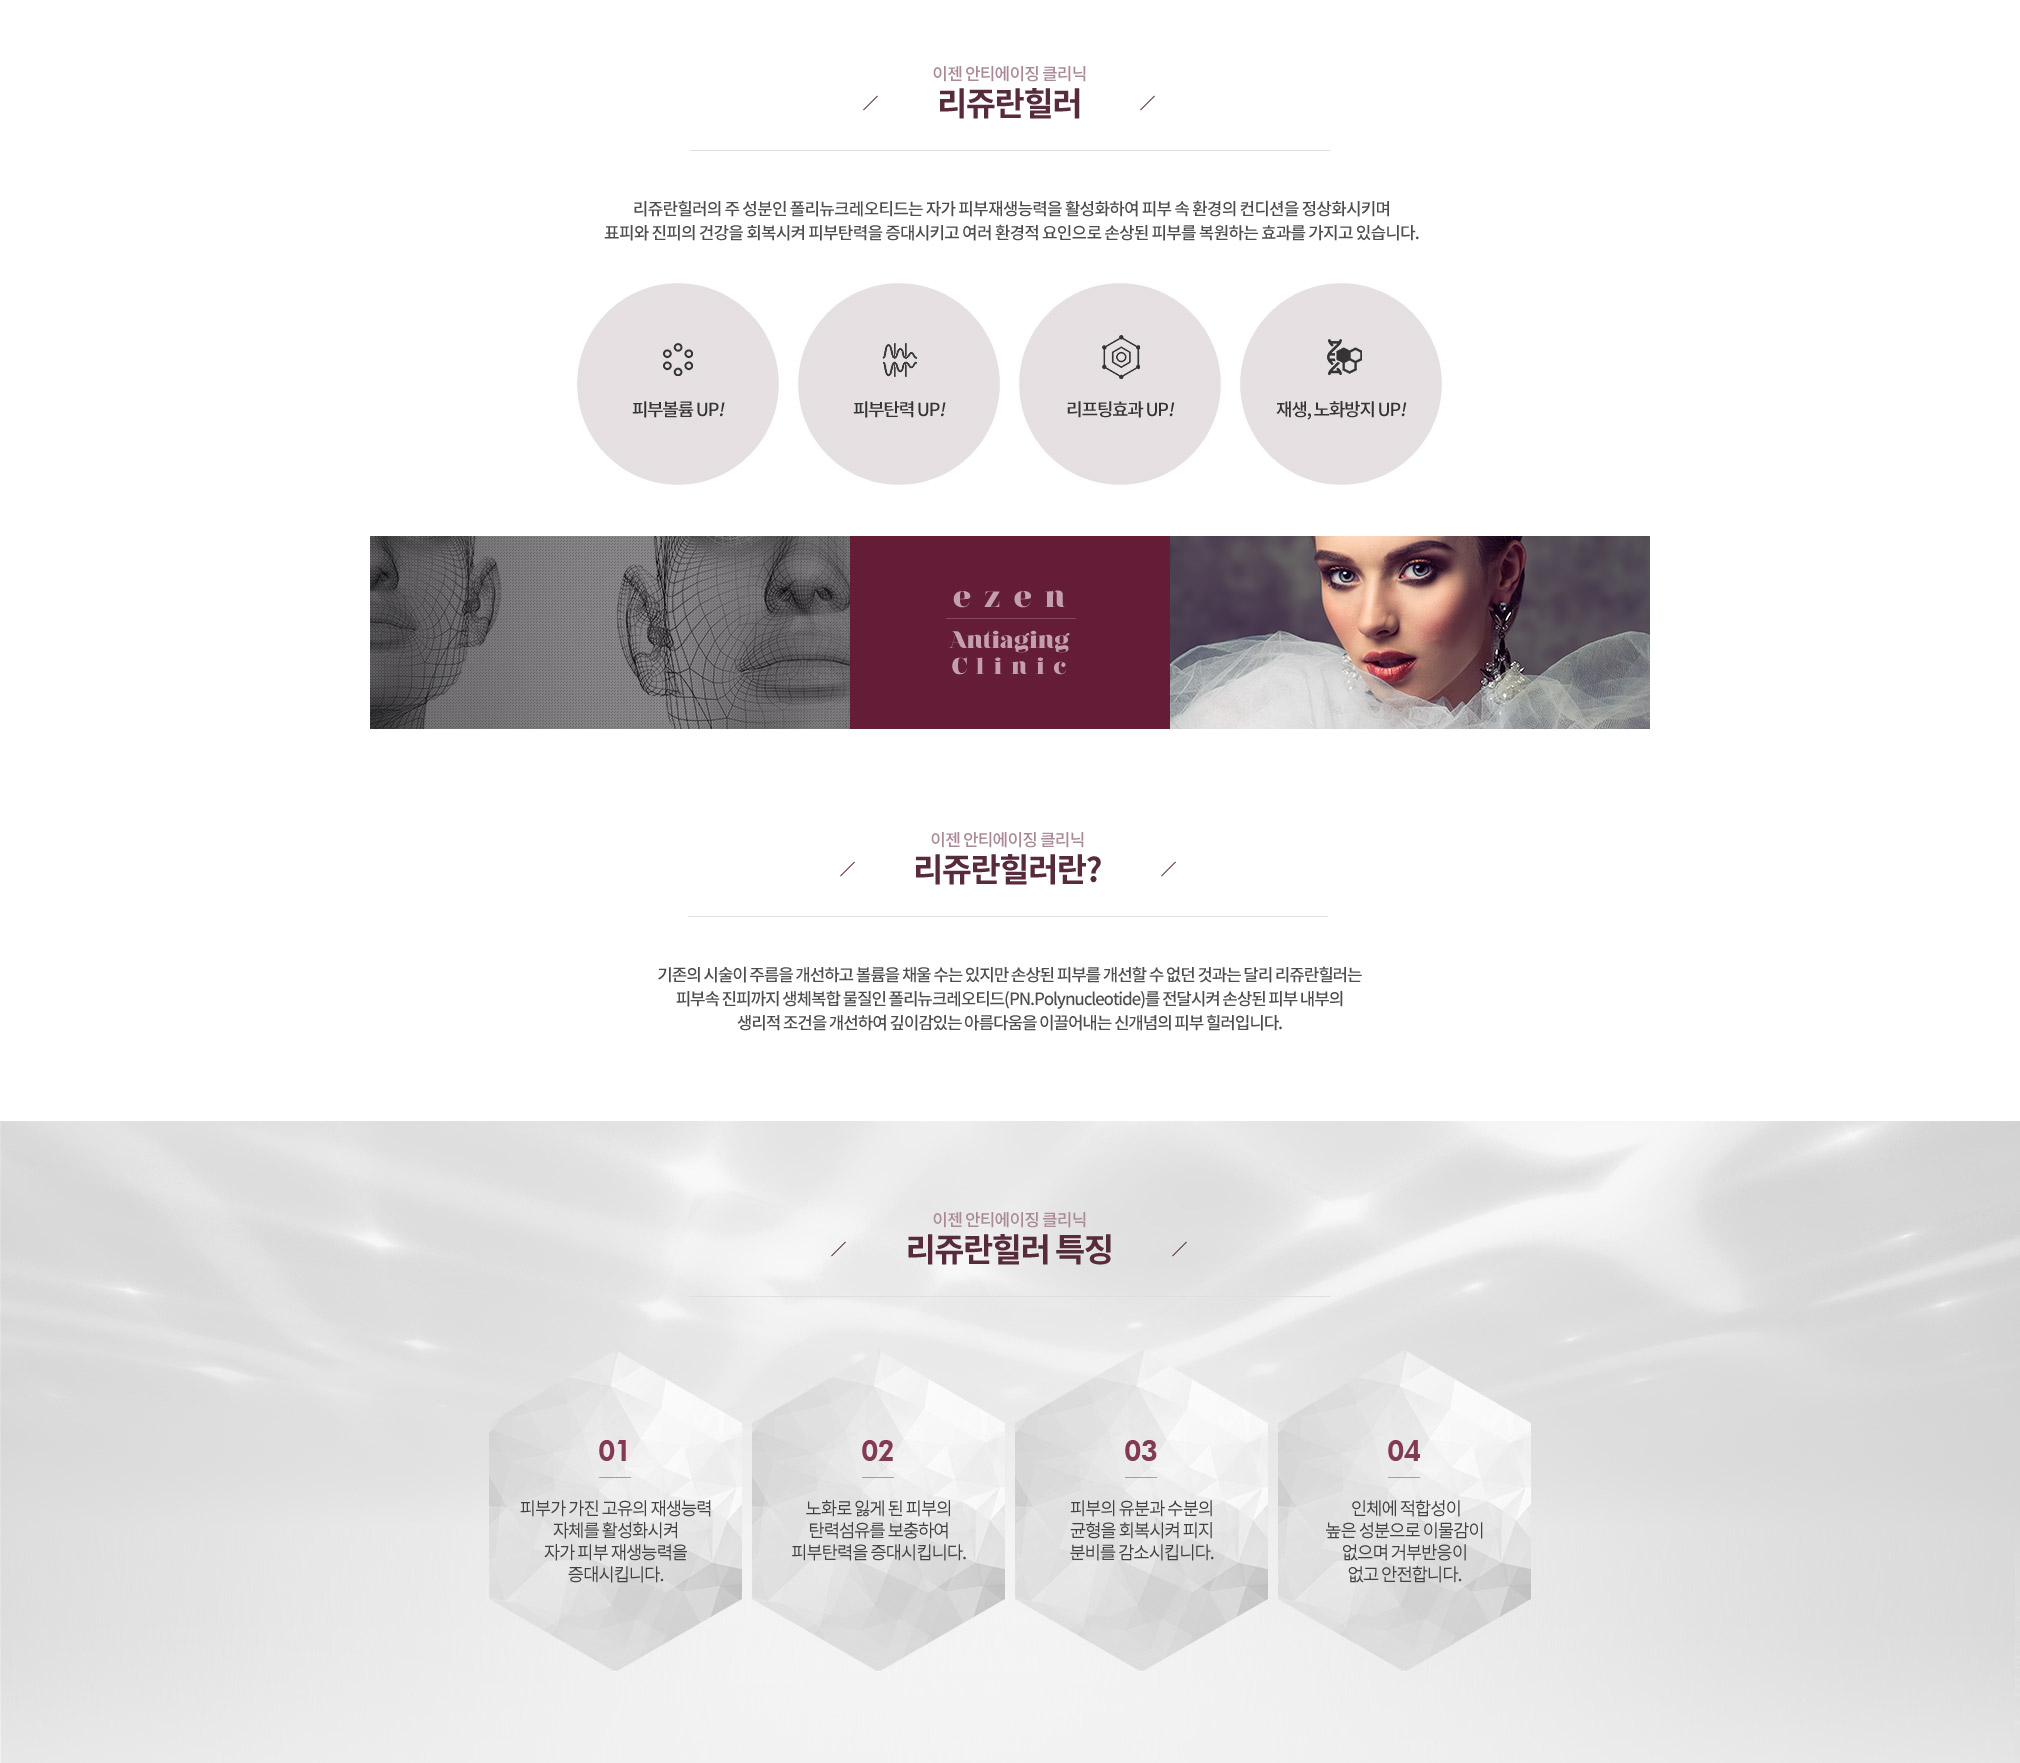 이젠 안티에이징 클리닉
리쥬란힐러
리쥬란힐러의 주 성분인 폴리뉴크레오티드는 자가 피부재생능력을 활성화하여 피부 속 환경의 컨디션을 정상화시키며
표피와 진피의 건강을 회복시켜 피부탄력을 증대시키고 여러 환경적 요인으로 손상된 피부를 복원하는 효과를 가지고 있습니다.
피부볼륨 UP!
피부탄력 UP!
리프팅효과 UP!
재생, 노화방지 UP!
ezen
Antiaging
Clinic
이젠 안티에이징 클리닉
리쥬란힐러란?
기존의 시술이 주름을 개선하고 볼륨을 채울 수는 있지만 손상된 피부를 개선할 수 없던 것과는 달리 리쥬란힐러는
피부속 진피까지 생체복합 물질인 폴리뉴크레오티드(PN.Polynucleotide)를 전달시켜 손상된 피부 내부의
생리적 조건을 개선하여 깊이감있는 아름다움을 이끌어내는 신개념의 피부 힐러입니다.
이젠 안티에이징 클리닉
리쥬란힐러 특징
01
피부가 가진 고유의 재생능력
자체를 활성화시켜
자가 피부 재생능력을
증대시킵니다.
02
노화로 잃게 된 피부의
탄력섬유를 보충하여
피부탄력을 증대시킵니다.
03
피부의 유분과 수분의
균형을 회복시켜 피지
분비를 감소시킵니다.
04
인체에 적합성이
높은 성분으로 이물감이
없으며 거부반응이
없고 안전합니다.